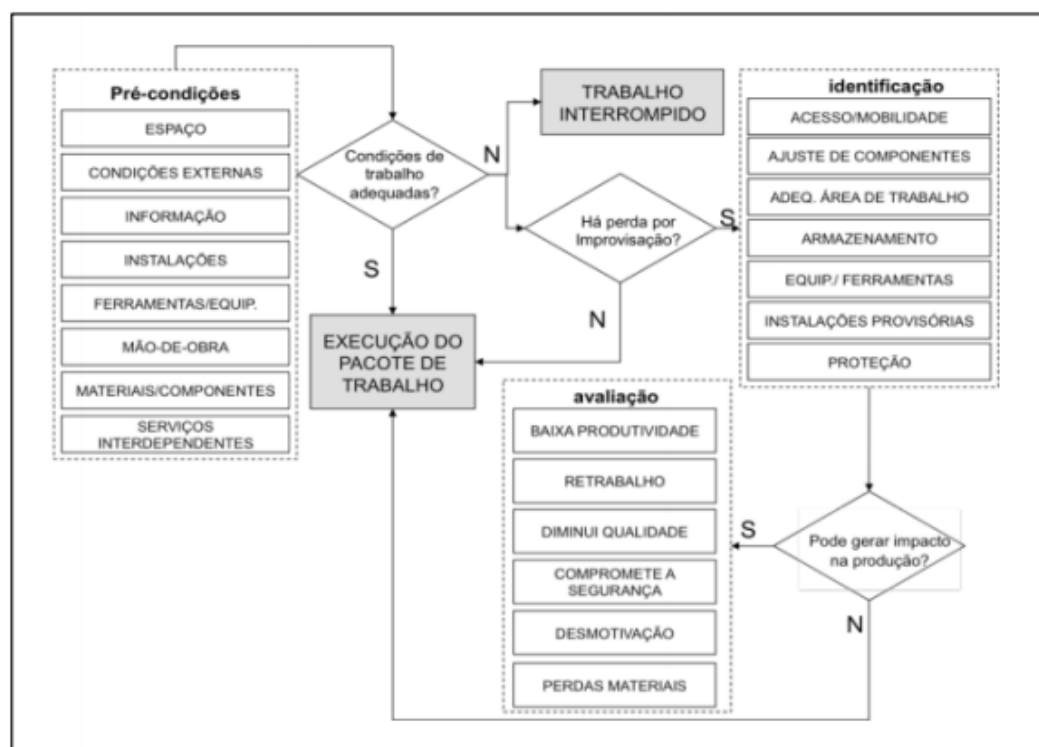 Pré-condições
ESPAÇO
CONDIÇÕES EXTERNAS
INFORMAÇÃO
INSTALAÇÕES
FERRAMENTAS/EQUIP.
MÃO-DE-OBRA
MATERIAIS/COMPONENTES
SERVIÇOS
INTERDEPENDENTES
Condições de
trabalho
adequadas?
N
S
TRABALHO
INTERROMPIDO
Há perda por
Improvisação?
S
N
EXECUÇÃO DO
PACOTE DE
TRABALHO
identificação
ACESSO/MOBILIDADE
AJUSTE DE COMPONENTES
ADEQ. ÁREA DE TRABALHO
ARMAZENAMENTO
EQUIP./ FERRAMENTAS
INSTALAÇÕES PROVISÓRIAS
PROTEÇÃO
Pode gerar impacto
na produção?
S
N
avaliação
BAIXA PRODUTIVIDADE
RETRABALHO
DIMINUI QUALIDADE
COMPROMETE A
SEGURANÇA
DESMOTIVAÇÃO
PERDAS MATERIAIS